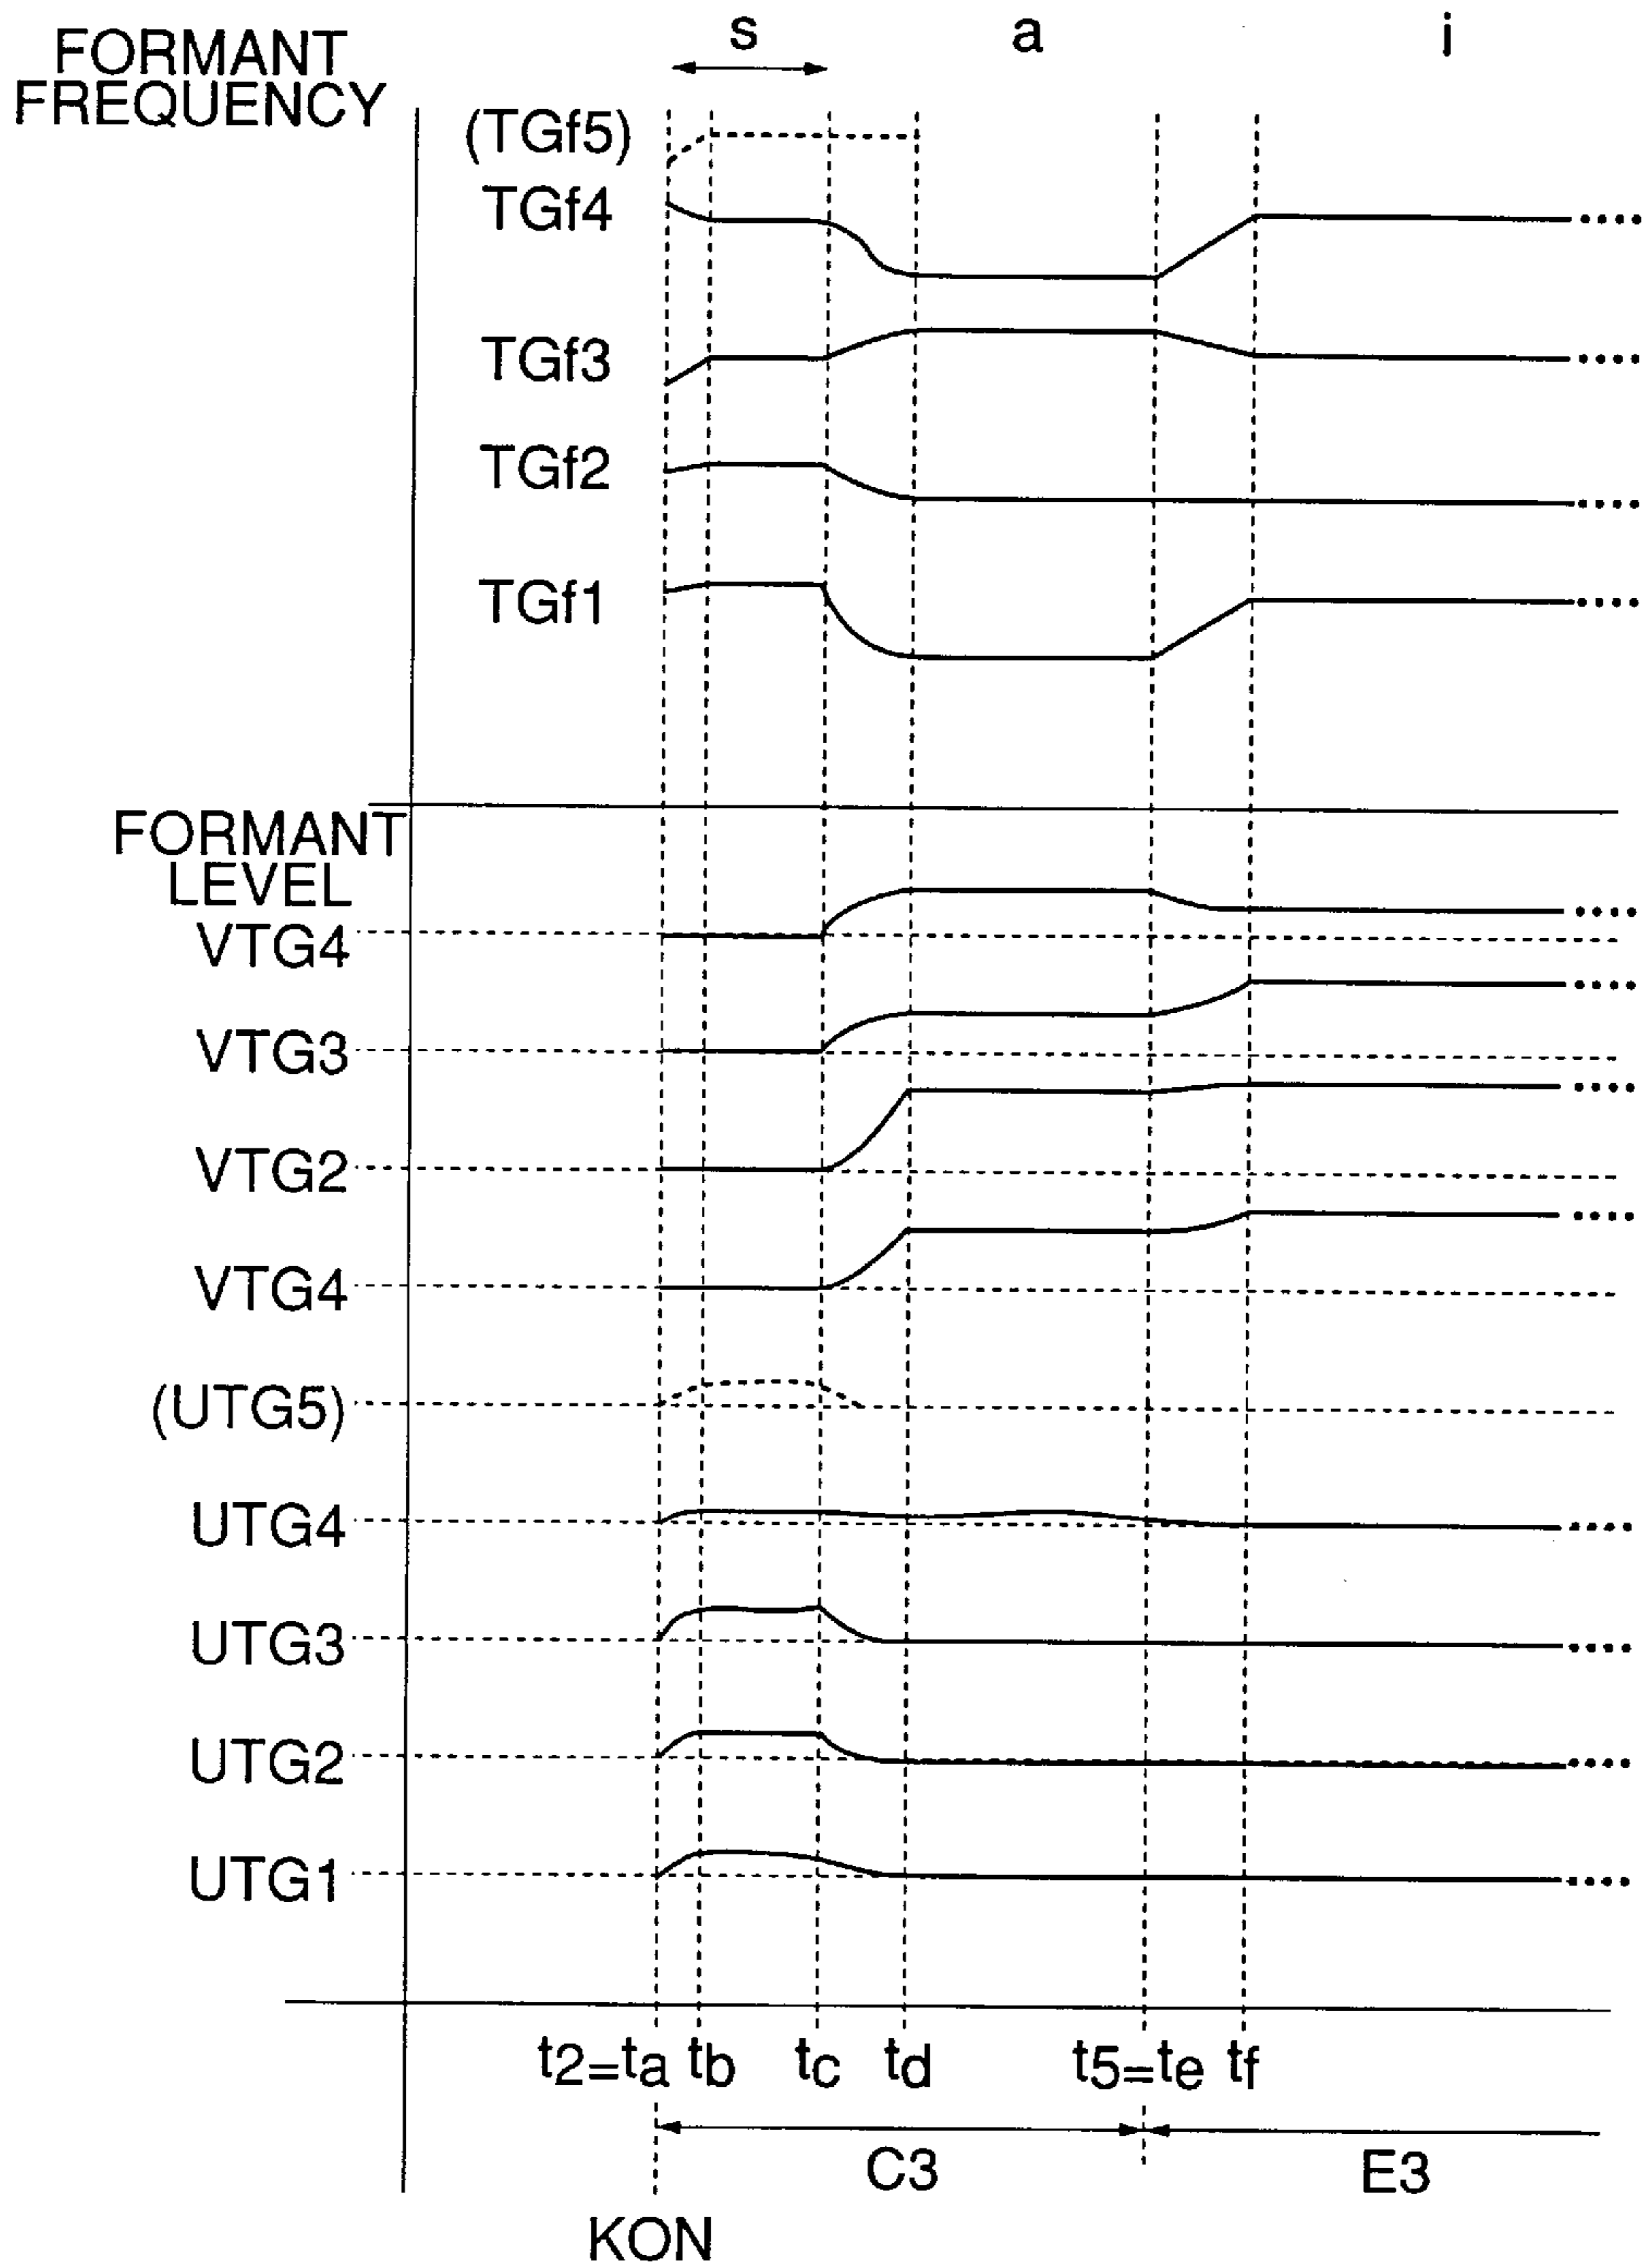 s a i
FORMANT
FREQUENCY
(TGf5)
TGf4
TGf3
TGf2
TGf1
FORMANT
LEVEL
VTG4
VTG3
VTG2
VTG4
(UTG5)
UTG4
UTG3
UTG2
UTG1
t2=ta tb tc td t5=te tf
C3 E3
KON